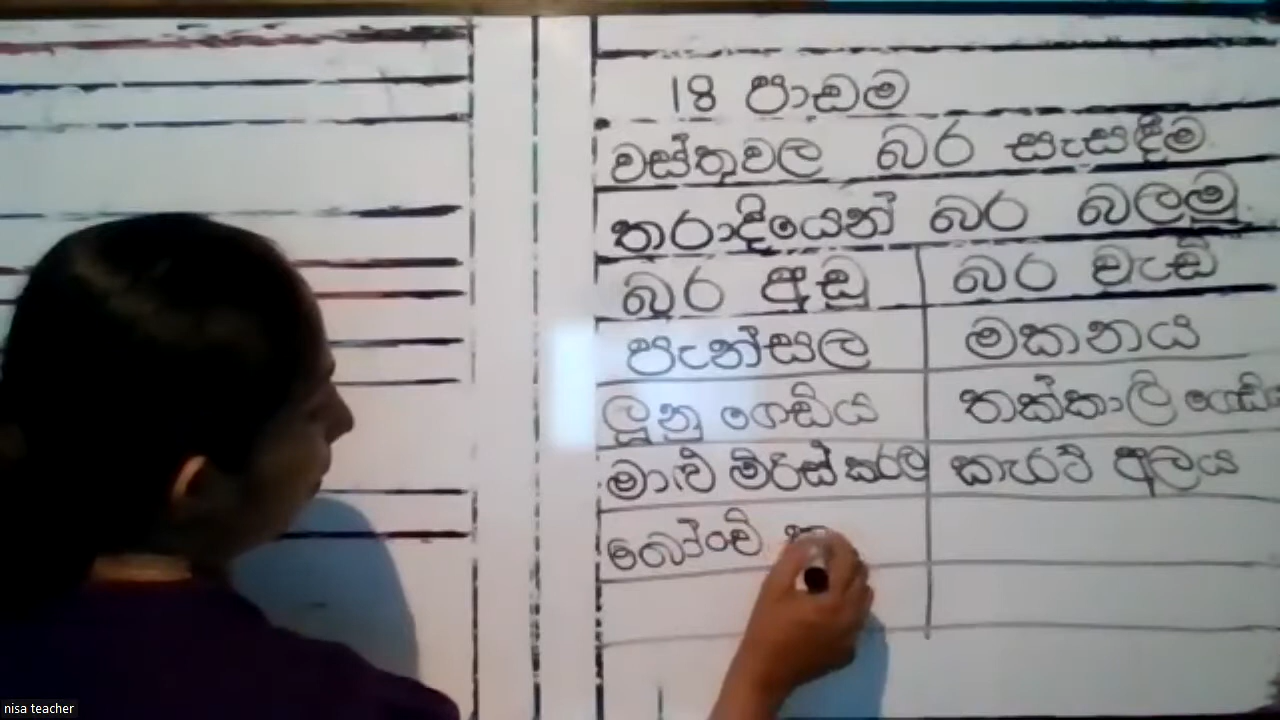 18 පාඩම
වස්තුවල බර සැසදීම
තරාදියෙන් බර බලමු
බර අඩු බර වැඩි
පැන්සල මකනය
ලූනු ගෙඩිය තක්කාලි ගෙඩිය
මාළු මිරිස් කරල කැරට් අලය
බෝංචි ක
nisa teacher